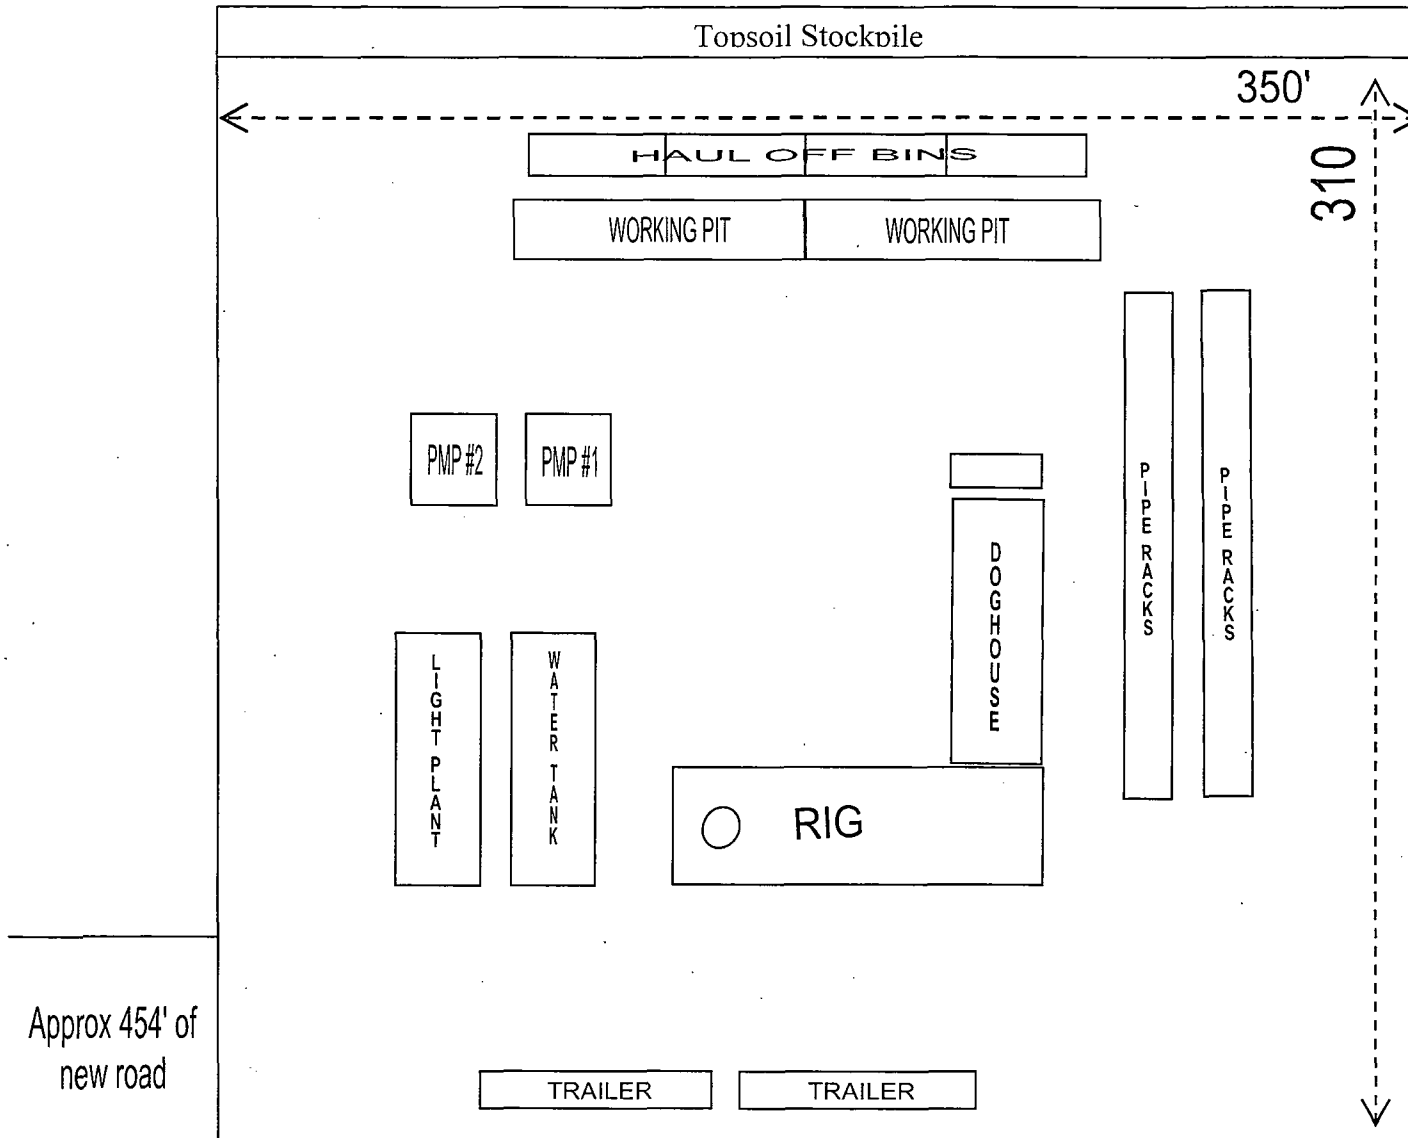 Topsoil Stockpile
350'
310
HAUL OFF BINS
WORKING PIT
WORKING PIT
PMP #2
PMP #1
PIPE RACKS
PIPE RACKS
DOGHOUSE
LIGHT PLANT
WATER TANK
RIG
Approx 454' of
new road
TRAILER
TRAILER